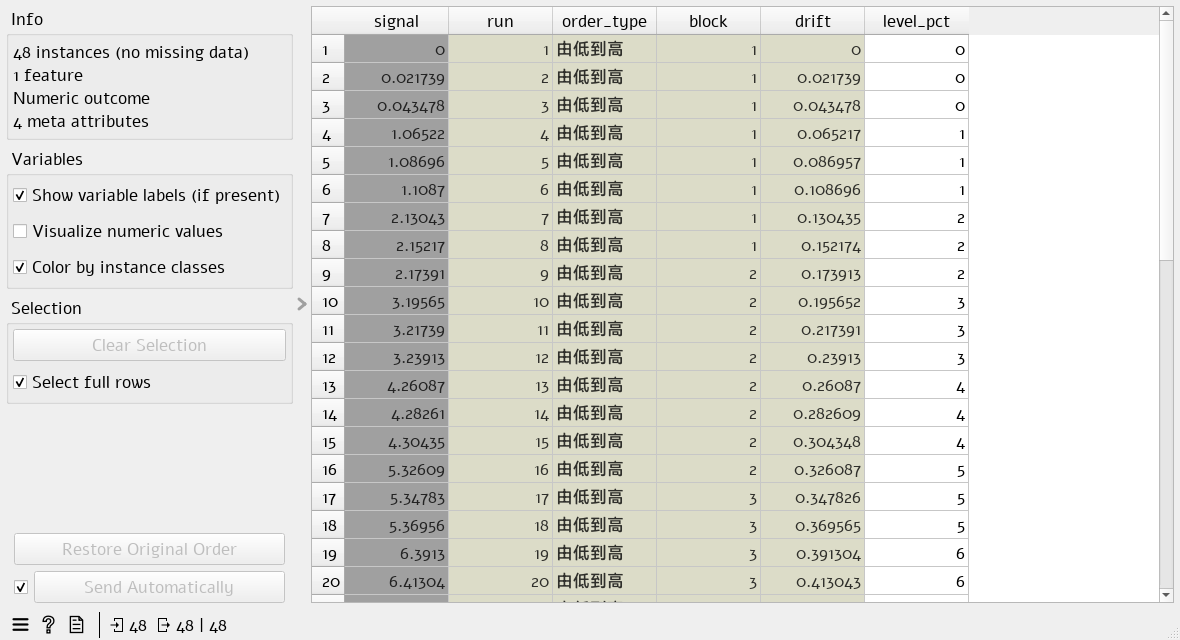 Info
48 instances (no missing data)
1 feature
Numeric outcome
4 meta attributes
Variables
Show variable labels (if present)
Visualize numeric values
Color by instance classes
Selection
Clear Selection
Select full rows
Restore Original Order
Send Automatically
48 48 | 48
signal run order_type block drift level_pct
1 0 1 由低到高 1 0 0
2 0.021739 2 由低到高 1 0.021739 0
3 0.043478 3 由低到高 1 0.043478 0
4 1.06522 4 由低到高 1 0.065217 1
5 1.08696 5 由低到高 1 0.086957 1
6 1.1087 6 由低到高 1 0.108696 1
7 2.13043 7 由低到高 1 0.130435 2
8 2.15217 8 由低到高 1 0.152174 2
9 2.17391 9 由低到高 2 0.173913 2
10 3.19565 10 由低到高 2 0.195652 3
11 3.21739 11 由低到高 2 0.217391 3
12 3.23913 12 由低到高 2 0.23913 3
13 4.26087 13 由低到高 2 0.26087 4
14 4.28261 14 由低到高 2 0.282609 4
15 4.30435 15 由低到高 2 0.304348 4
16 5.32609 16 由低到高 2 0.326087 5
17 5.34783 17 由低到高 3 0.347826 5
18 5.36956 18 由低到高 3 0.369565 5
19 6.3913 19 由低到高 3 0.391304 6
20 6.41304 20 由低到高 3 0.413043 6